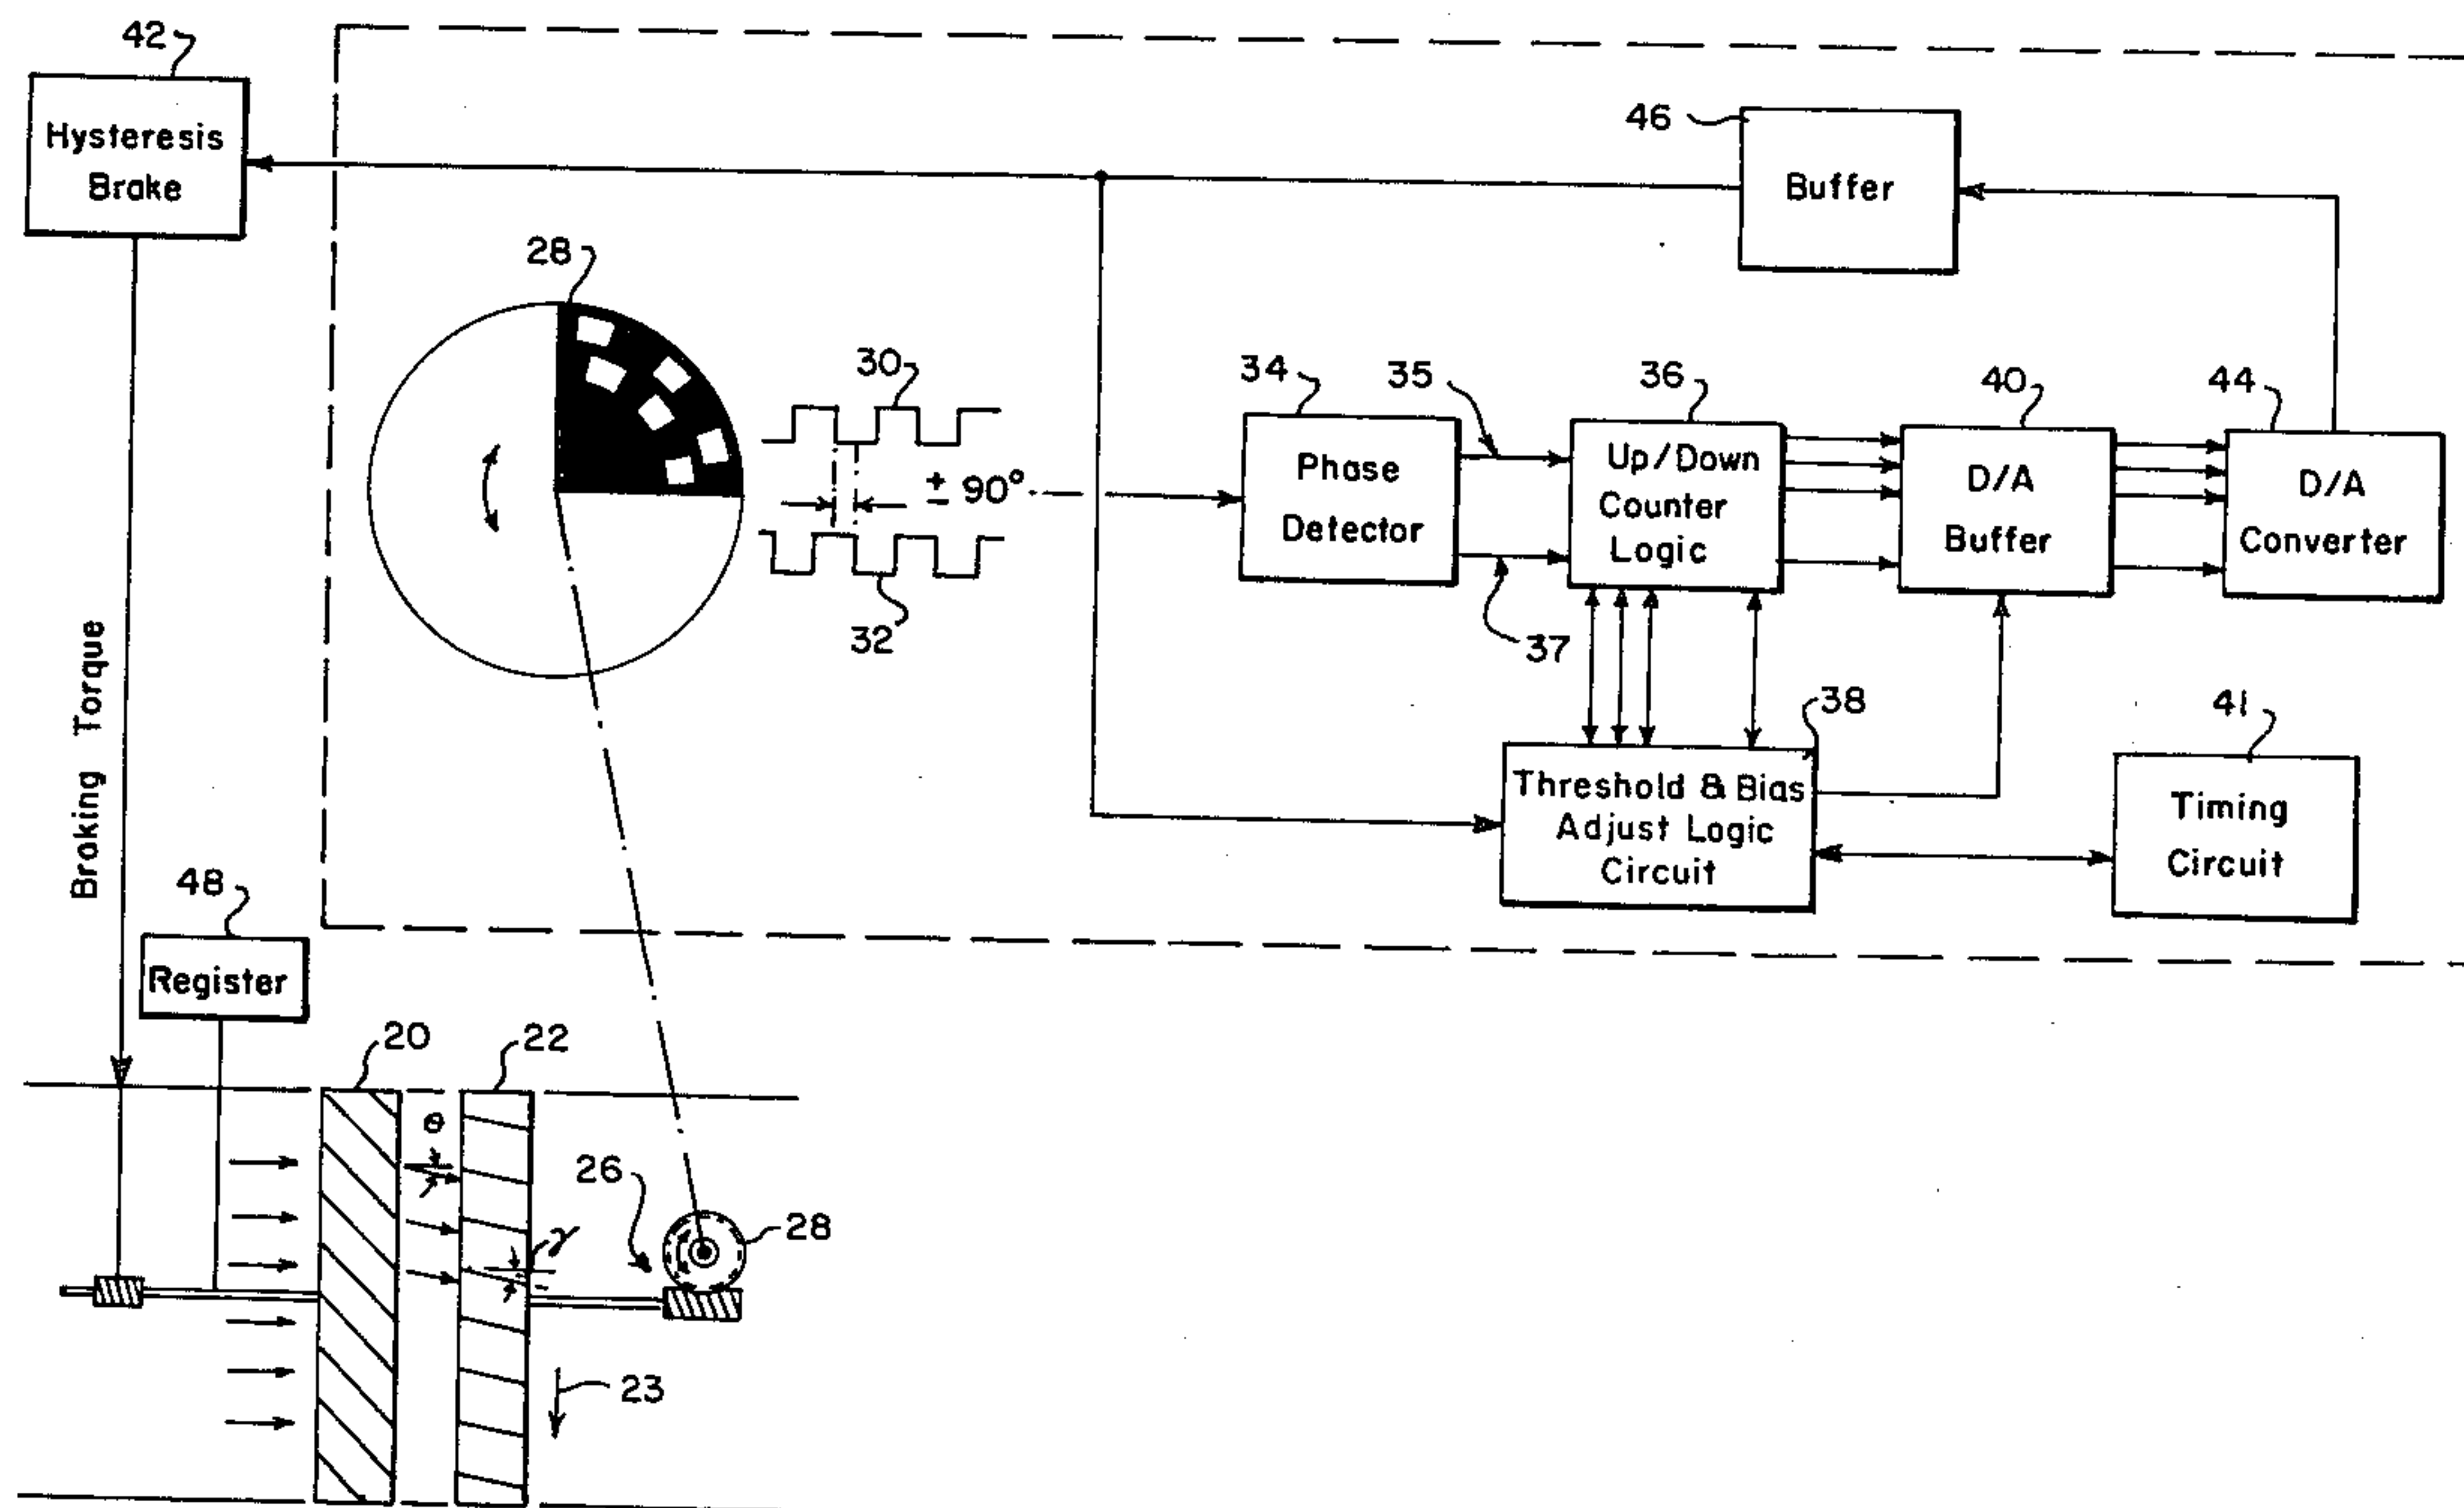 42
Hysteresis
Brake
46
Buffer
28
30
± 90°
32
34
Phase
Detector
35
37
36
Up/Down
Counter
Logic
40
D/A
Buffer
44
D/A
Converter
38
Threshold & Bias
Adjust Logic
Circuit
41
Timing
Circuit
Braking Torque
48
Register
20
22
θ
γ
26
28
23